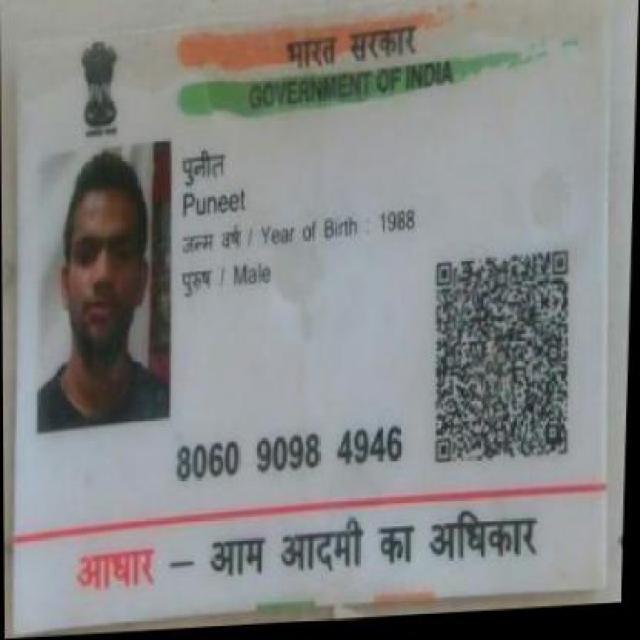 भारत सरकार
GOVERNMENT OF INDIA
पुनीत
Puneet
जन्म वर्ष / Year of Birth : 1988
पुरुष / Male
8060 9098 4946
आधार – आम आदमी का अधिकार